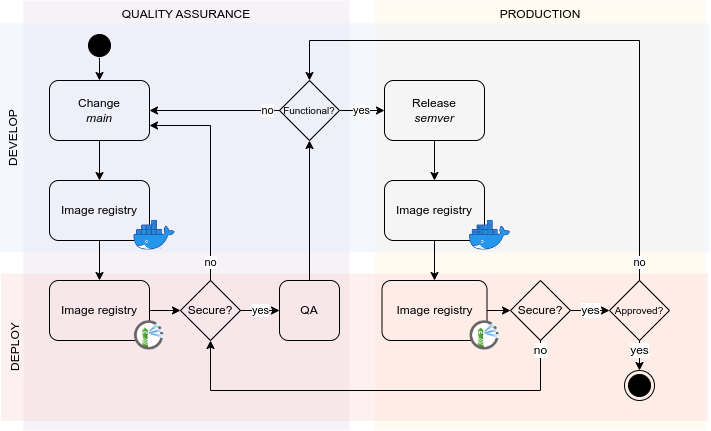 QUALITY ASSURANCE
PRODUCTION
DEVELOP
Change
main
no
Functional?
yes
Release
semver
Image registry
Image registry
no
no
DEPLOY
Image registry
Secure?
yes
QA
Image registry
Secure?
yes
Approved?
no
yes